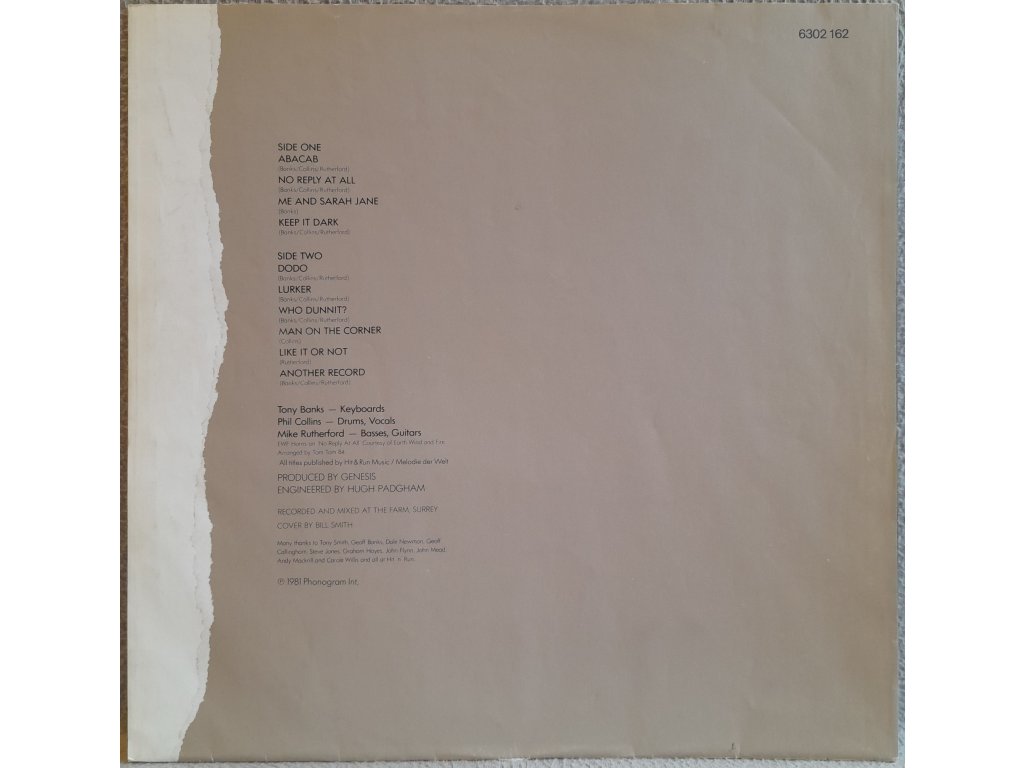 6302 162
SIDE ONE
ABACAB
(Banks/Collins/Rutherford)
NO REPLY AT ALL
(Banks/Collins/Rutherford)
ME AND SARAH JANE
(Banks)
KEEP IT DARK
(Banks/Collins/Rutherford)
SIDE TWO
DODO
(Banks/Collins/Rutherford)
LURKER
(Banks/Collins/Rutherford)
WHO DUNNIT?
(Banks/Collins/Rutherford)
MAN ON THE CORNER
(Collins)
LIKE IT OR NOT
(Rutherford)
ANOTHER RECORD
(Banks/Collins/Rutherford)
Tony Banks — Keyboards
Phil Collins — Drums, Vocals
Mike Rutherford — Basses, Guitars
EWF Horns on 'No Reply At All' Courtesy of Earth Wind and Fire
Arranged by Tom Tom 84
All titles published by Hit & Run Music / Melodie der Welt
PRODUCED BY GENESIS
ENGINEERED BY HUGH PADGHAM
RECORDED AND MIXED AT THE FARM, SURREY
COVER BY BILL SMITH
Many thanks to Tony Smith, Geoff Banks, Dale Newman, Geoff
Callingham, Steve Jones, Graham Hayes, John Flynn, John Mead,
Andy Mackrill and Carole Willis and all at Hit 'n' Run.
℗ 1981 Phonogram Int.